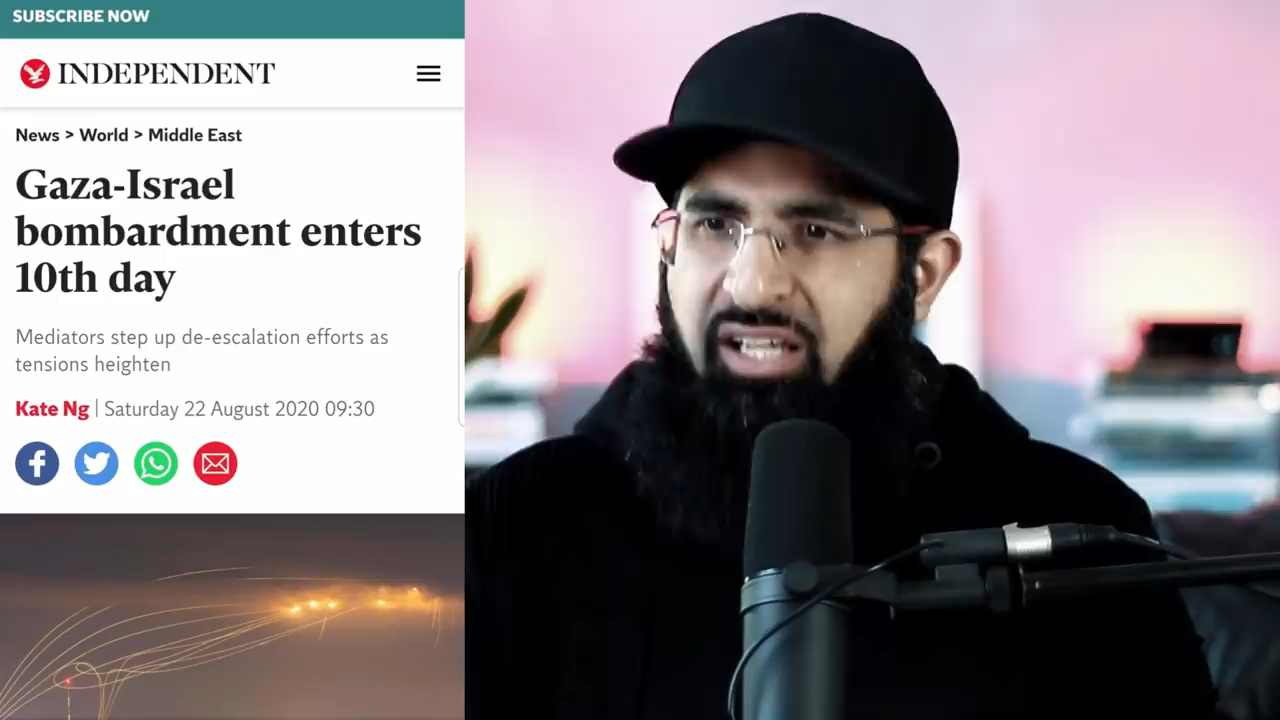 SUBSCRIBE NOW
INDEPENDENT
News > World > Middle East
Gaza-Israel
bombardment enters
10th day
Mediators step up de-escalation efforts as
tensions heighten
Kate Ng | Saturday 22 August 2020 09:30